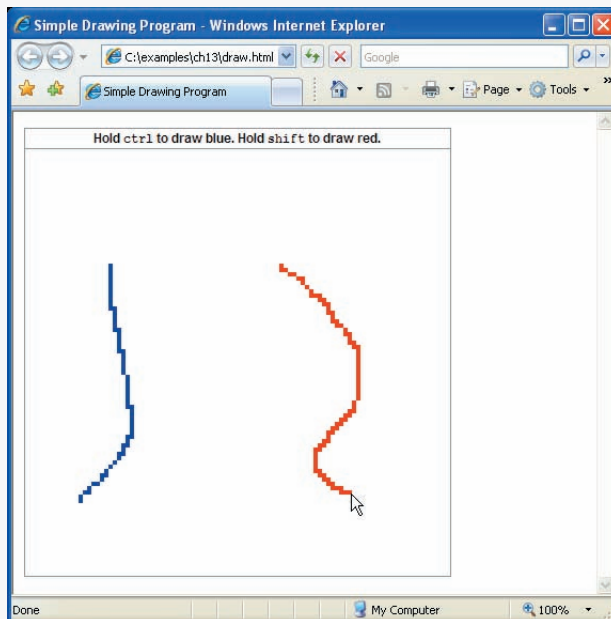 Simple Drawing Program - Windows Internet Explorer
C:\examples\ch13\draw.html
Google
Simple Drawing Program
Page
Tools
Hold ctrl to draw blue. Hold shift to draw red.
Done
My Computer
100%